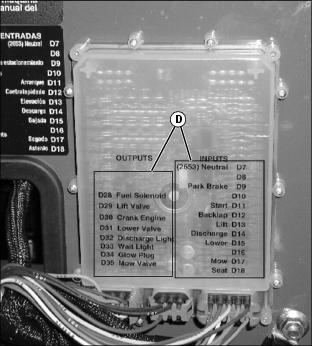 maquina
anual del
ENTRADAS
(2653) Neutral D7
D8
estacionamiento D9
D10
Arranque D11
Contrarápidante D12
Elevación D13
Descarga D14
Bajada D15
D16
Segado D17
Asiento D18
D
OUTPUTS
D28 Fuel Solenoid
D29 Lift Valve
D30 Crank Engine
D31 Lower Valve
D32 Discharge Light
D33 Wait Light
D34 Glow Plug
D35 Mow Valve
INPUTS
(2553) Neutral D7
D8
Park Brake D9
D10
Start D11
Backlap D12
Lift D13
Discharge D14
Lower D15
D16
Mow D17
Seat D18